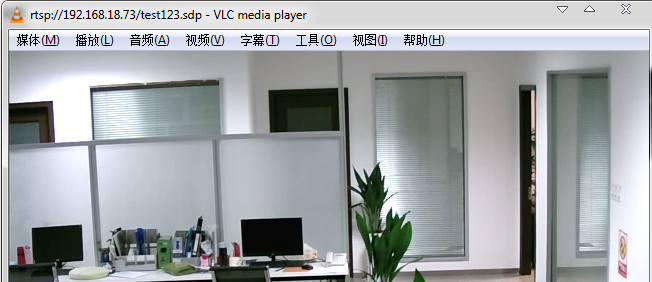 rtsp://192.168.18.73/test123.sdp - VLC media player
媒体(M) 播放(L) 音频(A) 视频(V) 字幕(T) 工具(O) 视图(I) 帮助(H)